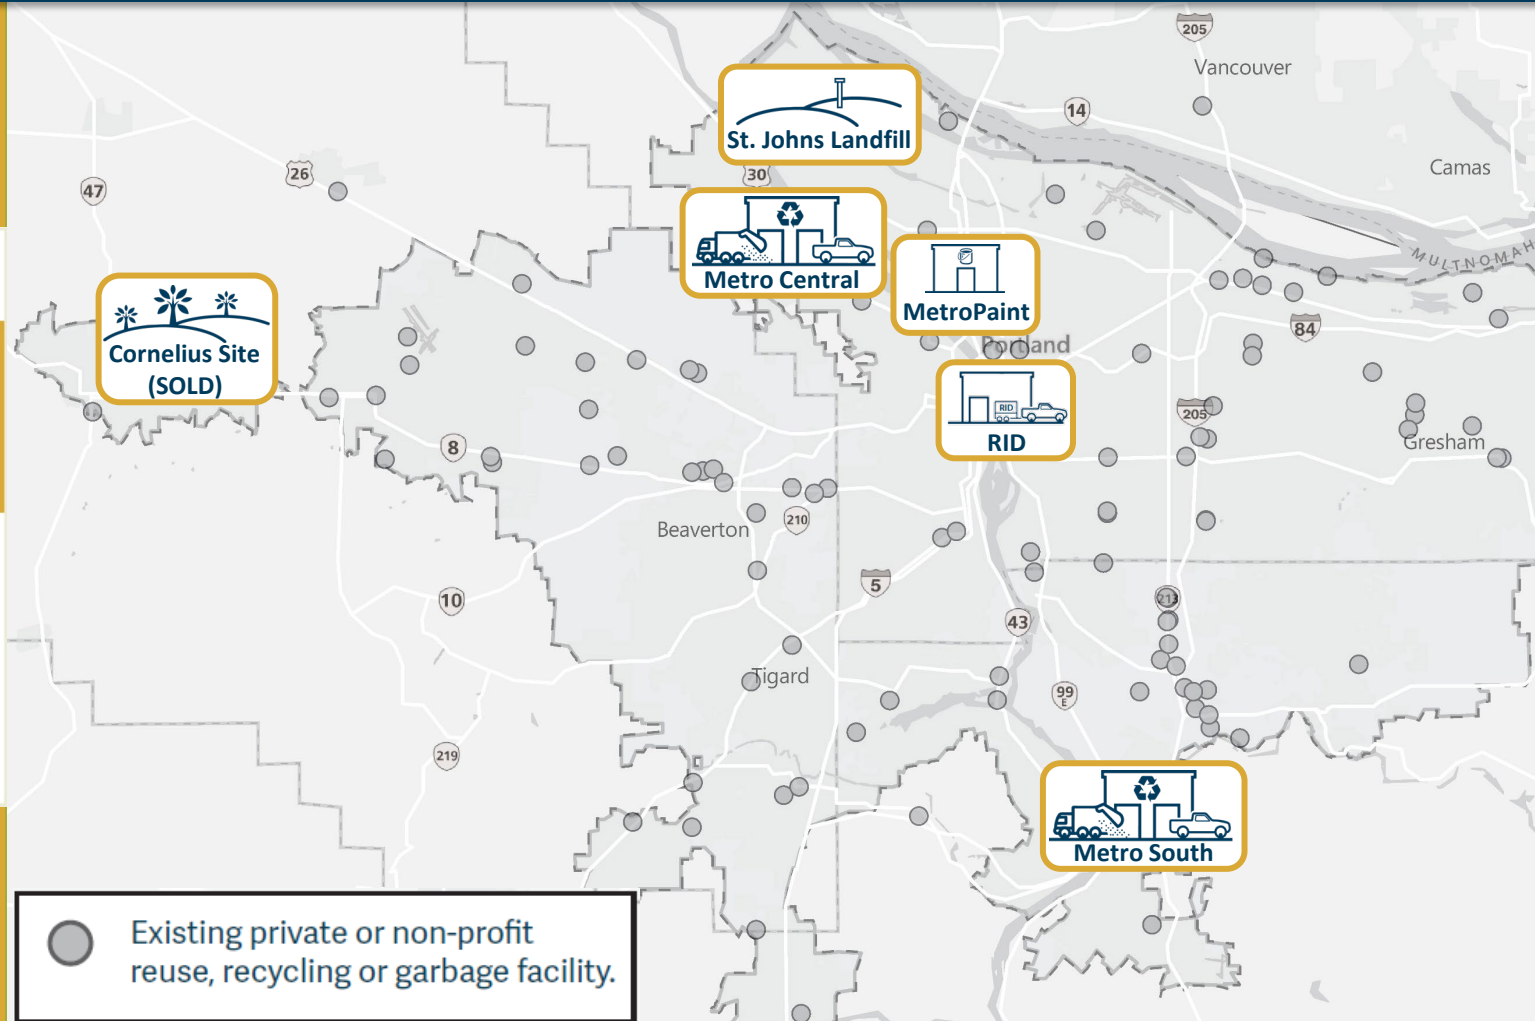 205
Vancouver
14
St. Johns Landfill
Camas
26
30
47
MULTNOMAH
Metro Central
MetroPaint
84
Portland
Cornelius Site
(SOLD)
RID
205
RID
Gresham
8
210
Beaverton
5
10
213
43
Tigard
99
E
219
Metro South
Existing private or non-profit
reuse, recycling or garbage facility.